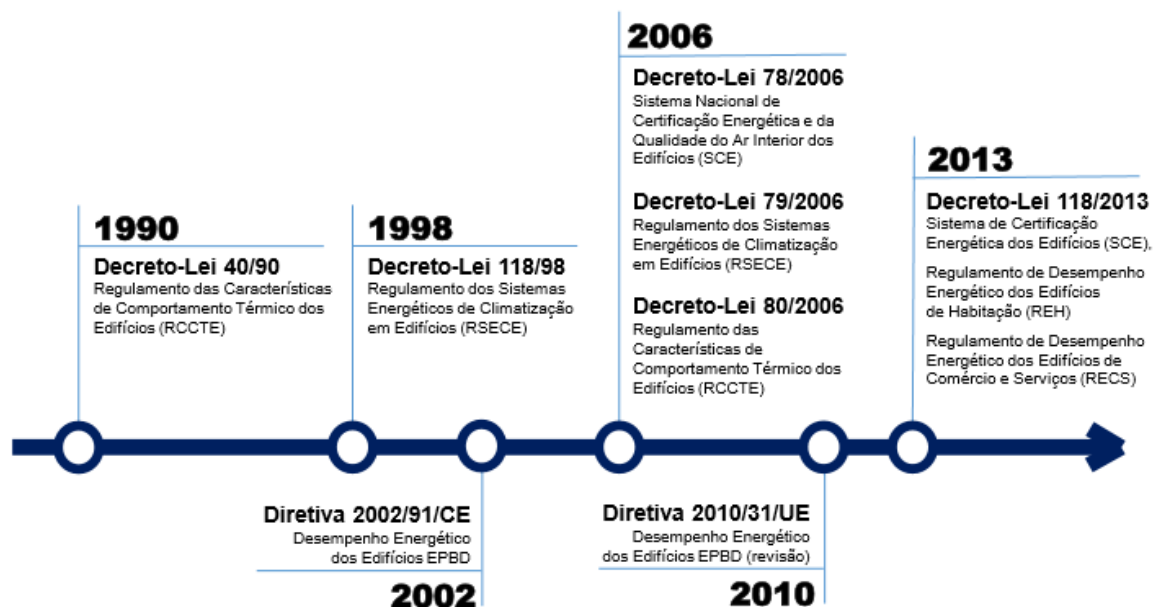 1990
Decreto-Lei 40/90
Regulamento das Características
de Comportamento Térmico dos
Edifícios (RCCTE)
1998
Decreto-Lei 118/98
Regulamento dos Sistemas
Energéticos de Climatização
em Edifícios (RSECE)
2006
Decreto-Lei 78/2006
Sistema Nacional de
Certificação Energética e da
Qualidade do Ar Interior dos
Edifícios (SCE)
Decreto-Lei 79/2006
Regulamento dos Sistemas
Energéticos de Climatização
em Edifícios (RSECE)
Decreto-Lei 80/2006
Regulamento das
Características de
Comportamento Térmico dos
Edifícios (RCCTE)
2013
Decreto-Lei 118/2013
Sistema de Certificação
Energética dos Edifícios (SCE),
Regulamento de Desempenho
Energético dos Edifícios
de Habitação (REH)
Regulamento de Desempenho
Energético dos Edifícios de
Comércio e Serviços (RECS)
Diretiva 2002/91/CE
Desempenho Energético
dos Edifícios EPBD
2002
Diretiva 2010/31/UE
Desempenho Energético
dos Edifícios EPBD (revisão)
2010